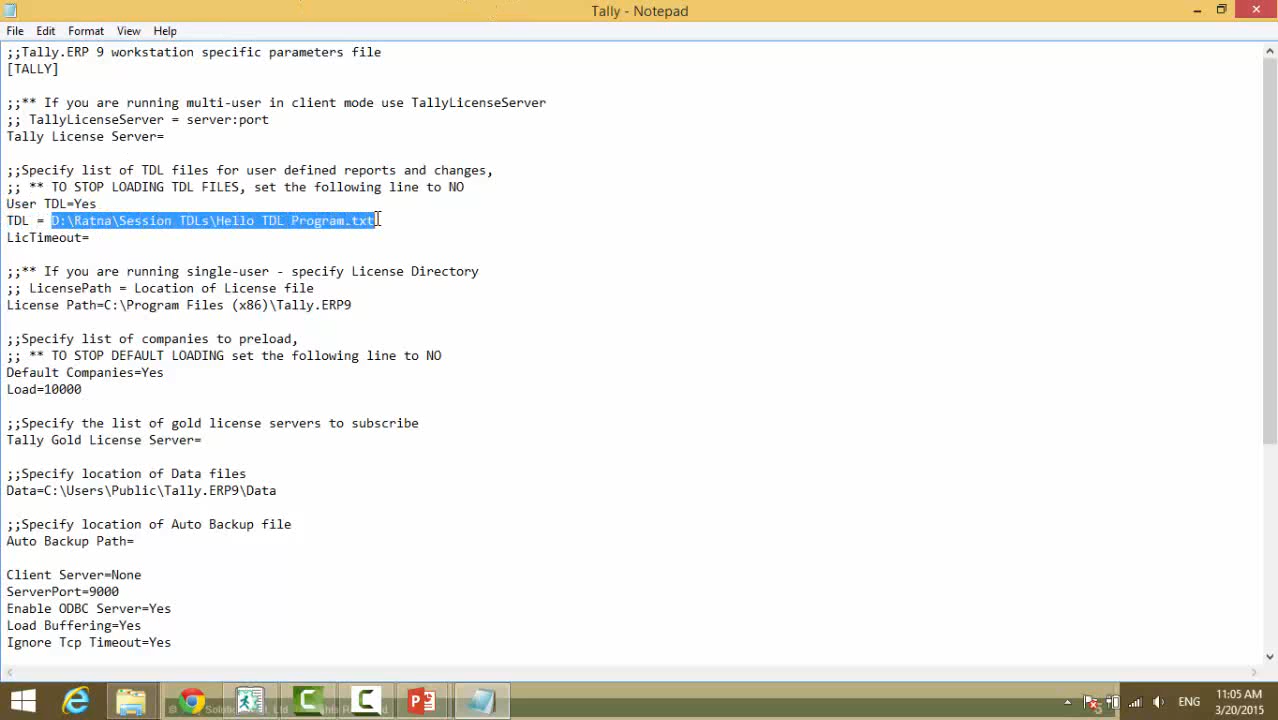 Tally - Notepad
File Edit Format View Help
;;Tally.ERP 9 workstation specific parameters file
[TALLY]
;;** If you are running multi-user in client mode use TallyLicenseServer
;; TallyLicenseServer = server:port
Tally License Server=
;;Specify list of TDL files for user defined reports and changes,
;; ** TO STOP LOADING TDL FILES, set the following line to NO
User TDL=Yes
TDL = D:\Ratna\Session TDLs\Hello TDL Program.txt
LicTimeout=
;;** If you are running single-user - specify License Directory
;; LicensePath = Location of License file
License Path=C:\Program Files (x86)\Tally.ERP9
;;Specify list of companies to preload,
;; ** TO STOP DEFAULT LOADING set the following line to NO
Default Companies=Yes
Load=10000
;;Specify the list of gold license servers to subscribe
Tally Gold License Server=
;;Specify location of Data files
Data=C:\Users\Public\Tally.ERP9\Data
;;Specify location of Auto Backup file
Auto Backup Path=
Client Server=None
ServerPort=9000
Enable ODBC Server=Yes
Load Buffering=Yes
Ignore Tcp Timeout=Yes
ENG
11:05 AM
3/20/2015